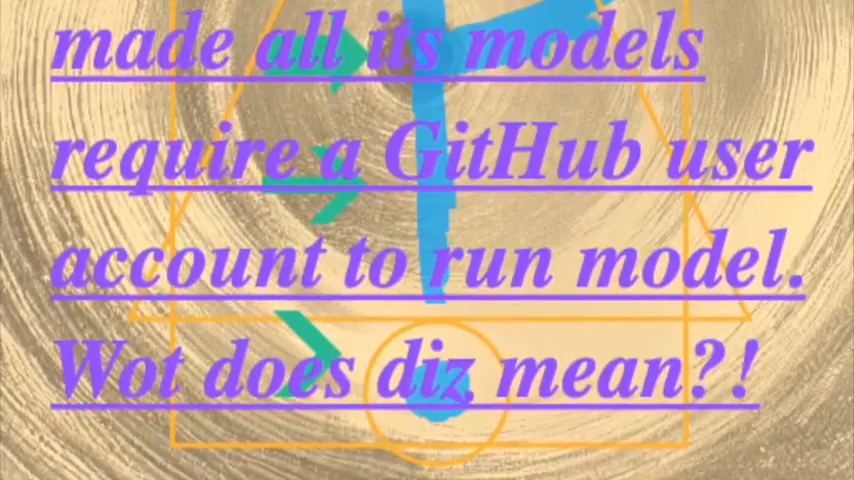 made all its models
require a GitHub user
account to run model.
Wot does diz mean?!